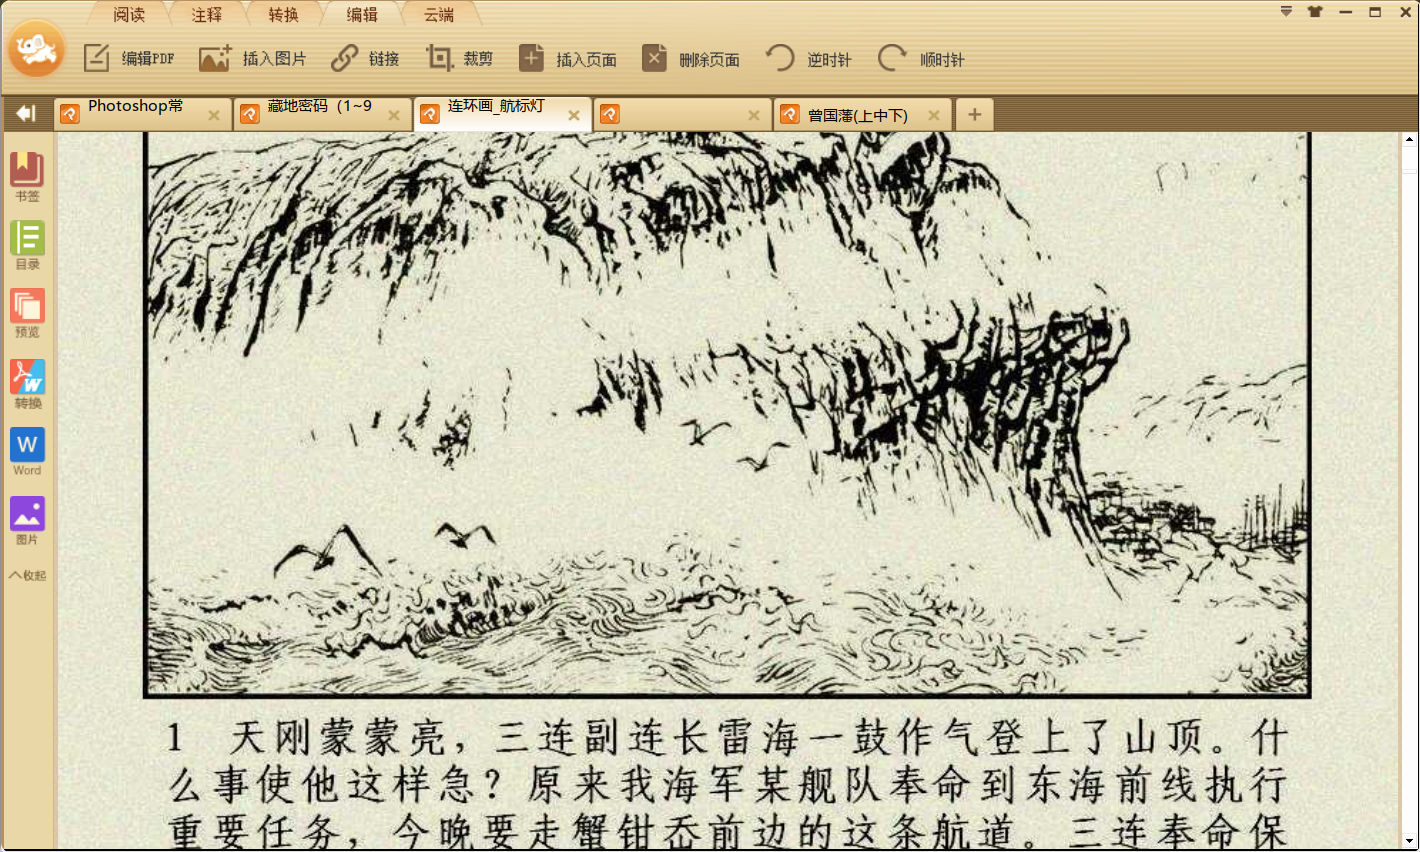 阅读 注释 转换 编辑 云端
编辑PDF 插入图片 链接 裁剪 插入页面 删除页面 逆时针 顺时针
Photoshop常 藏地密码（1~9 连环画_航标灯 曾国藩(上中下)
书签
目录
预览
转换
W
Word
图片
收起
1 天刚蒙蒙亮，三连副连长雷海一鼓作气登上了山顶。什
么事使他这样急？原来我海军某舰队奉命到东海前线执行
重要任务，今晚要走蟹钳岙前边的这条航道。三连奉命保